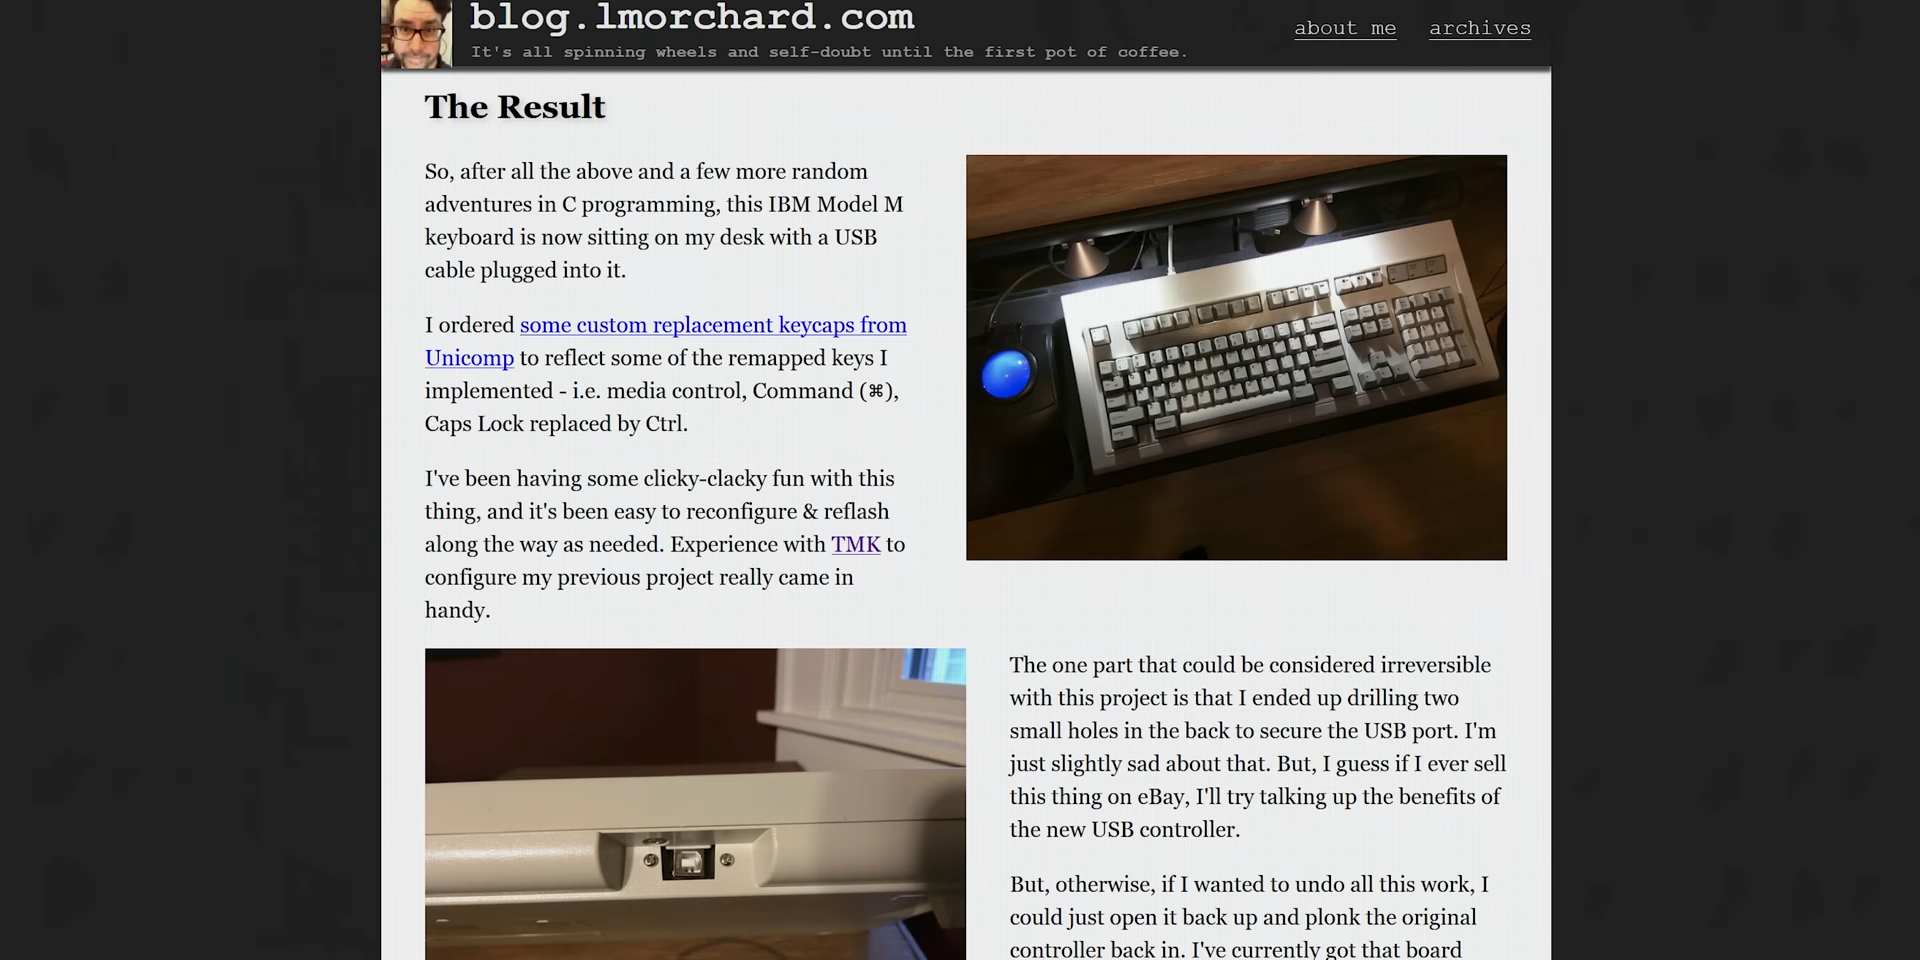 blog.lmorchard.com
It's all spinning wheels and self-doubt until the first pot of coffee.
about me
archives
The Result
So, after all the above and a few more random
adventures in C programming, this IBM Model M
keyboard is now sitting on my desk with a USB
cable plugged into it.
I ordered some custom replacement keycaps from
Unicomp to reflect some of the remapped keys I
implemented - i.e. media control, Command (⌘),
Caps Lock replaced by Ctrl.
I've been having some clicky-clacky fun with this
thing, and it's been easy to reconfigure & reflash
along the way as needed. Experience with TMK to
configure my previous project really came in
handy.
The one part that could be considered irreversible
with this project is that I ended up drilling two
small holes in the back to secure the USB port. I'm
just slightly sad about that. But, I guess if I ever sell
this thing on eBay, I'll try talking up the benefits of
the new USB controller.
But, otherwise, if I wanted to undo all this work, I
could just open it back up and plonk the original
controller back in. I've currently got that board